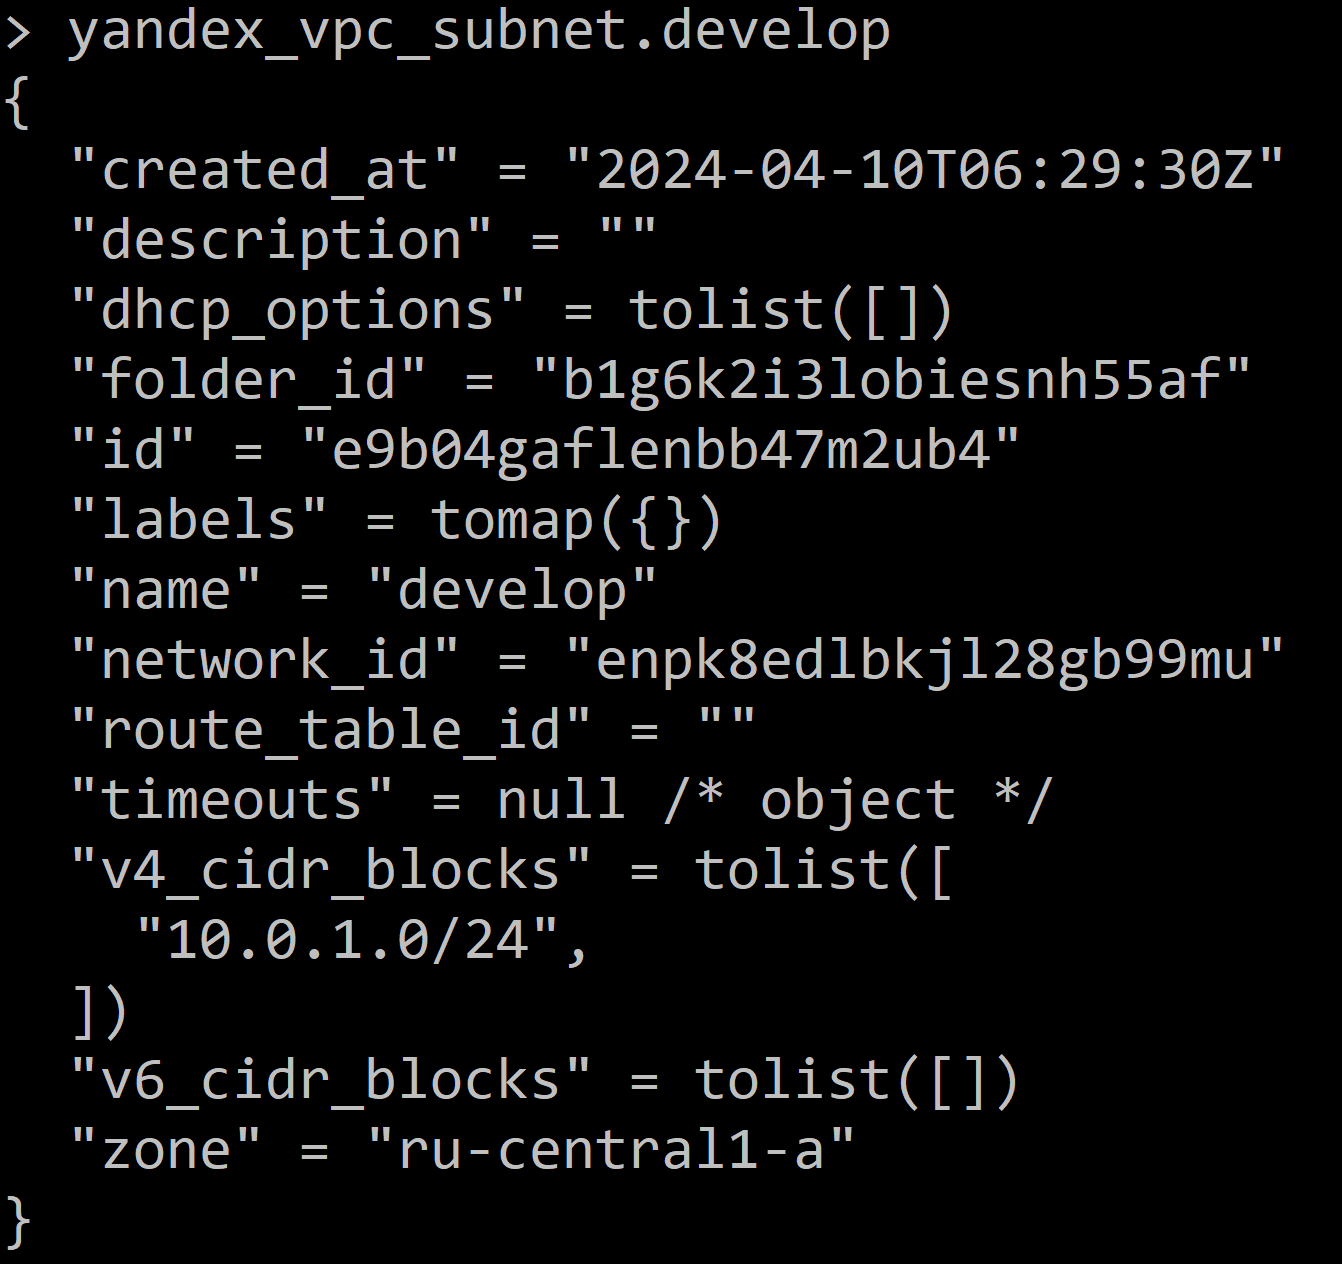 > yandex_vpc_subnet.develop
{
  "created_at" = "2024-04-10T06:29:30Z"
  "description" = ""
  "dhcp_options" = tolist([])
  "folder_id" = "b1g6k2i3lobiesnh55af"
  "id" = "e9b04gaflenbb47m2ub4"
  "labels" = tomap({})
  "name" = "develop"
  "network_id" = "enpk8edlbkjl28gb99mu"
  "route_table_id" = ""
  "timeouts" = null /* object */
  "v4_cidr_blocks" = tolist([
    "10.0.1.0/24",
  ])
  "v6_cidr_blocks" = tolist([])
  "zone" = "ru-central1-a"
}